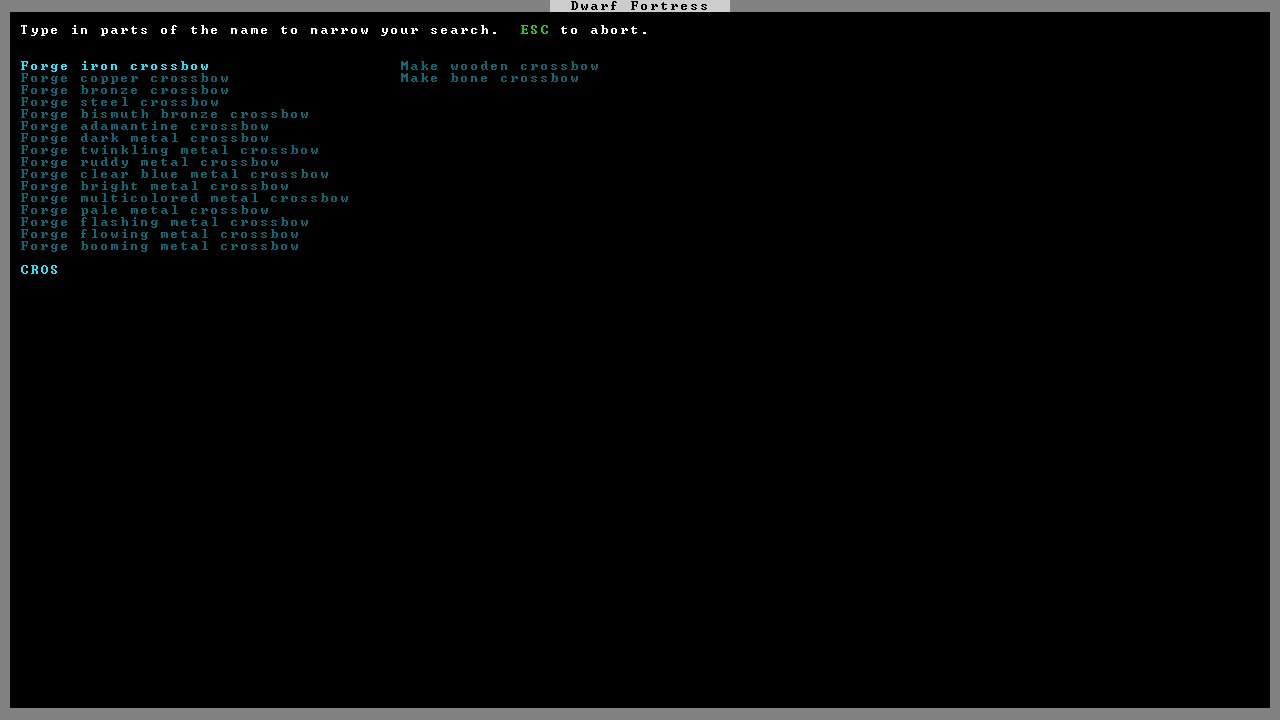 Dwarf Fortress
Type in parts of the name to narrow your search.  ESC to abort.
Forge iron crossbow
Forge copper crossbow
Forge bronze crossbow
Forge steel crossbow
Forge bismuth bronze crossbow
Forge adamantine crossbow
Forge dark metal crossbow
Forge twinkling metal crossbow
Forge ruddy metal crossbow
Forge clear blue metal crossbow
Forge bright metal crossbow
Forge multicolored metal crossbow
Forge pale metal crossbow
Forge flashing metal crossbow
Forge flowing metal crossbow
Forge booming metal crossbow
Make wooden crossbow
Make bone crossbow
CROS